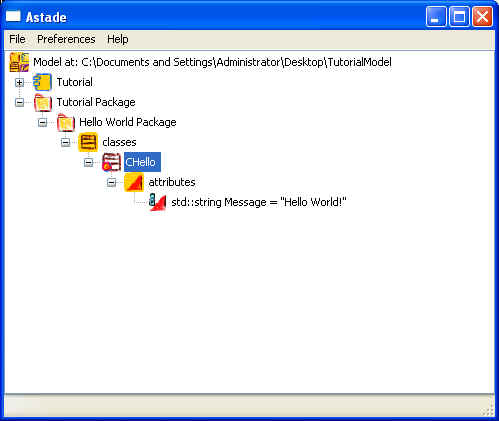 Astade
File Preferences Help
Model at: C:\Documents and Settings\Administrator\Desktop\TutorialModel
Tutorial
Tutorial Package
Hello World Package
classes
CHello
attributes
std::string Message = "Hello World!"